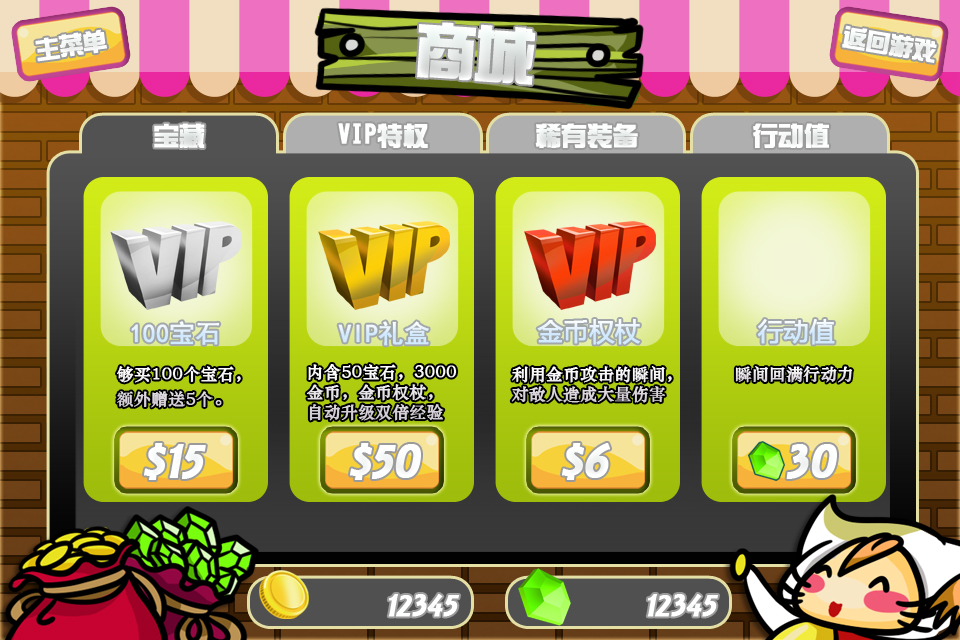 主菜单
商城
返回游戏
宝藏
VIP特权
稀有装备
行动值
VIP
100宝石
够买100个宝石,
额外赠送5个。
$15
VIP
VIP礼盒
内含50宝石，3000
金币，金币权杖，
自动升级双倍经验
$50
VIP
金币权杖
利用金币攻击的瞬间，
对敌人造成大量伤害
$6
行动值
瞬间回满行动力
30
12345
12345